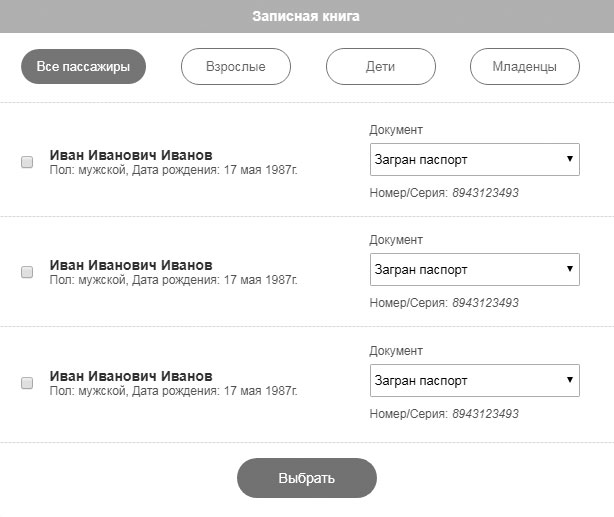 Записная книга
Все пассажиры Взрослые Дети Младенцы
Документ
Иван Иванович Иванов
Загран паспорт
Пол: мужской, Дата рождения: 17 мая 1987г.
Номер/Серия: 8943123493
Документ
Иван Иванович Иванов
Загран паспорт
Пол: мужской, Дата рождения: 17 мая 1987г.
Номер/Серия: 8943123493
Документ
Иван Иванович Иванов
Загран паспорт
Пол: мужской, Дата рождения: 17 мая 1987г.
Номер/Серия: 8943123493
Выбрать